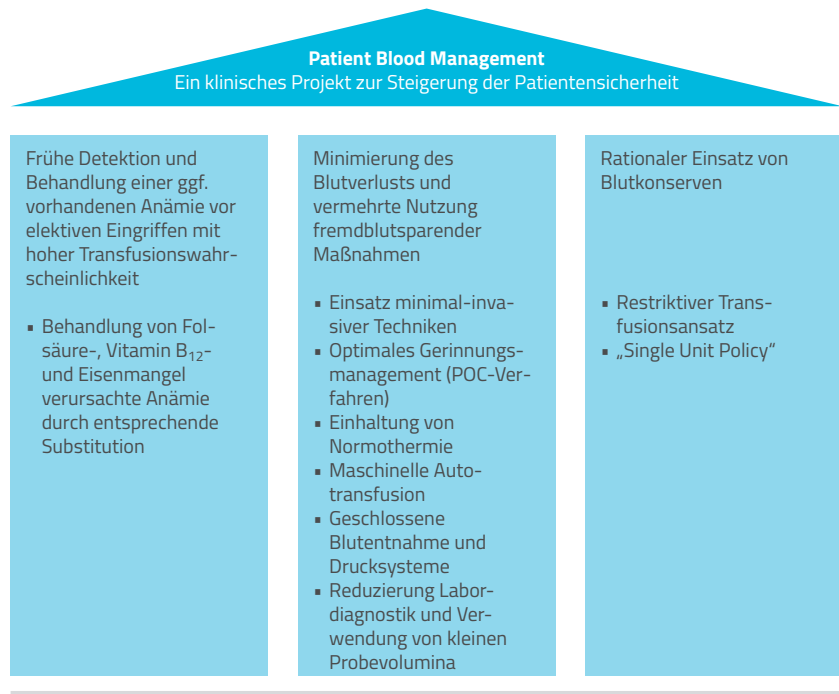 Patient Blood Management
Ein klinisches Projekt zur Steigerung der Patientensicherheit
Frühe Detektion und
Behandlung einer ggf.
vorhandenen Anämie vor
elektiven Eingriffen mit
hoher Transfusionswahr-
scheinlichkeit
▪ Behandlung von Fol-
säure-, Vitamin B₁₂-
und Eisenmangel
verursachte Anämie
durch entsprechende
Substitution
Minimierung des
Blutverlusts und
vermehrte Nutzung
fremdblutsparender
Maßnahmen
▪ Einsatz minimal-inva-
siver Techniken
▪ Optimales Gerinnungs-
management (POC-Ver-
fahren)
▪ Einhaltung von
Normothermie
▪ Maschinelle Auto-
transfusion
▪ Geschlossene
Blutentnahme und
Drucksysteme
▪ Reduzierung Labor-
diagnostik und Ver-
wendung von kleinen
Probevolumina
Rationaler Einsatz von
Blutkonserven
▪ Restriktiver Trans-
fusionsansatz
▪ „Single Unit Policy“